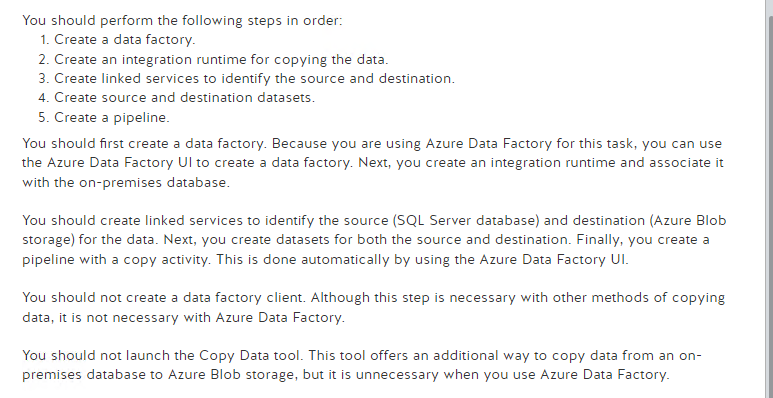 You should perform the following steps in order:
1. Create a data factory.
2. Create an integration runtime for copying the data.
3. Create linked services to identify the source and destination.
4. Create source and destination datasets.
5. Create a pipeline.
You should first create a data factory. Because you are using Azure Data Factory for this task, you can use
the Azure Data Factory UI to create a data factory. Next, you create an integration runtime and associate it
with the on-premises database.
You should create linked services to identify the source (SQL Server database) and destination (Azure Blob
storage) for the data. Next, you create datasets for both the source and destination. Finally, you create a
pipeline with a copy activity. This is done automatically by using the Azure Data Factory UI.
You should not create a data factory client. Although this step is necessary with other methods of copying
data, it is not necessary with Azure Data Factory.
You should not launch the Copy Data tool. This tool offers an additional way to copy data from an on-
premises database to Azure Blob storage, but it is unnecessary when you use Azure Data Factory.